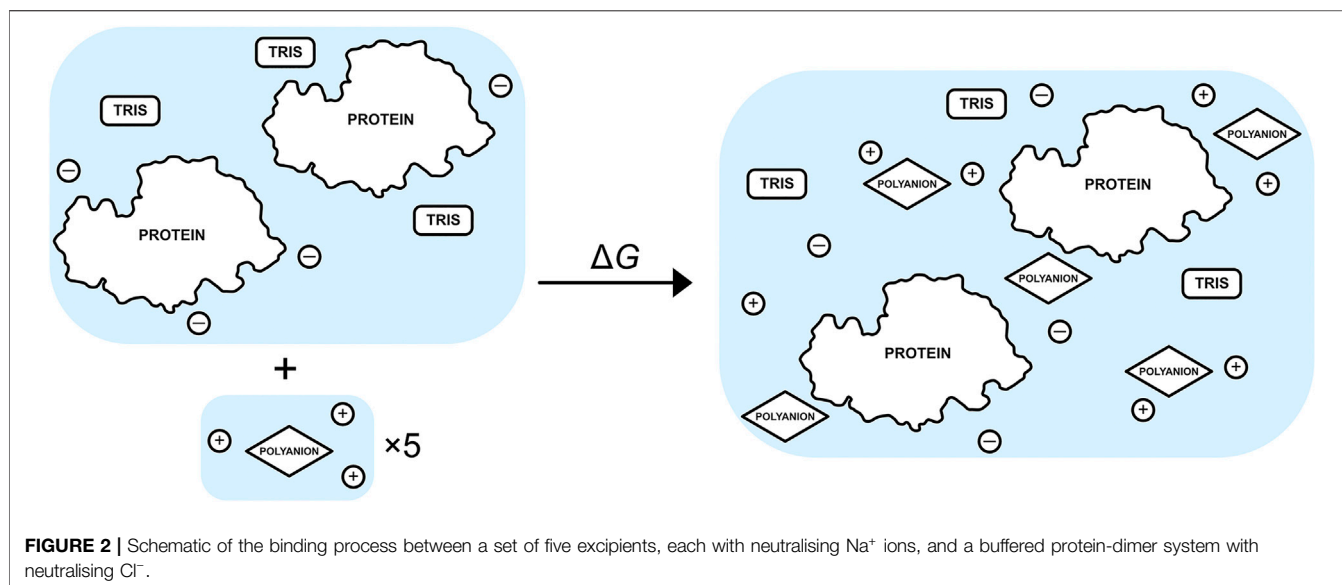 TRIS
PROTEIN
TRIS
PROTEIN
TRIS
+
POLYANION
×5
ΔG
TRIS
POLYANION
POLYANION
TRIS
PROTEIN
POLYANION
TRIS
PROTEIN
POLYANION
POLYANION
FIGURE 2 | Schematic of the binding process between a set of five excipients, each with neutralising Na⁺ ions, and a buffered protein-dimer system with
neutralising Cl⁻.